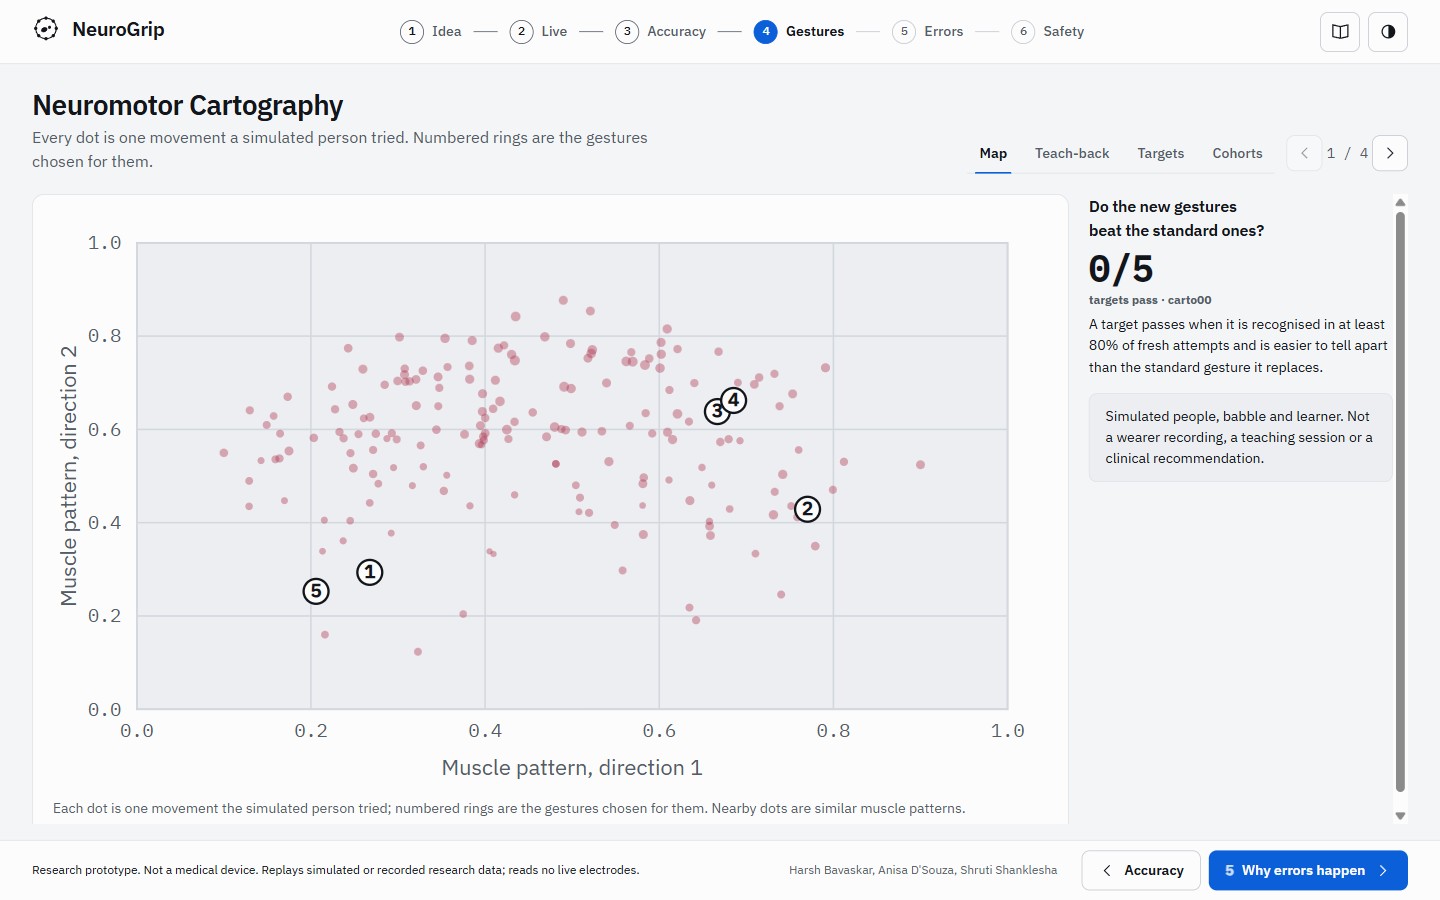 NeuroGrip
1 Idea
2 Live
3 Accuracy
4 Gestures
5 Errors
6 Safety
Neuromotor Cartography
Every dot is one movement a simulated person tried. Numbered rings are the gestures
chosen for them.
Map
Teach-back
Targets
Cohorts
1 / 4
1.0
0.8
0.6
0.4
0.2
0.0
Muscle pattern, direction 2
3
4
2
1
5
0.0
0.2
0.4
0.6
0.8
1.0
Muscle pattern, direction 1
Each dot is one movement the simulated person tried; numbered rings are the gestures chosen for them. Nearby dots are similar muscle patterns.
Do the new gestures
beat the standard ones?
0/5
targets pass · carto00
A target passes when it is recognised in at least
80% of fresh attempts and is easier to tell apart
than the standard gesture it replaces.
Simulated people, babble and learner. Not
a wearer recording, a teaching session or a
clinical recommendation.
Research prototype. Not a medical device. Replays simulated or recorded research data; reads no live electrodes.
Harsh Bavaskar, Anisa D'Souza, Shruti Shanklesha
Accuracy
5 Why errors happen